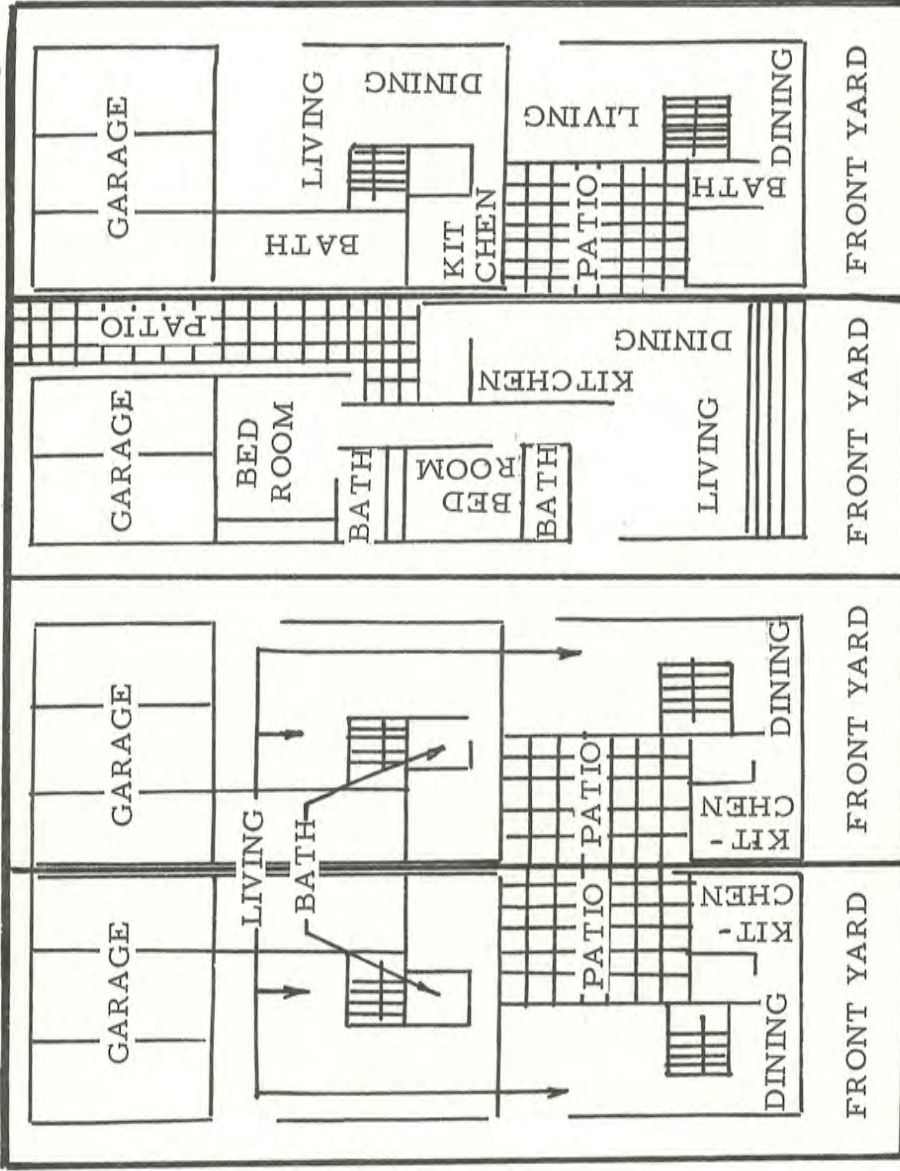 GARAGE
LIVING
DINING
BATH
KIT
CHEN
LIVING
PATIO
DINING
BATH
FRONT YARD
PATIO
GARAGE
BED
ROOM
BATH
BED
ROOM
BATH
KITCHEN
DINING
LIVING
FRONT YARD
GARAGE
LIVING
BATH
PATIO
DINING
KIT-
CHEN
FRONT YARD
GARAGE
PATIO
KIT-
CHEN
DINING
FRONT YARD